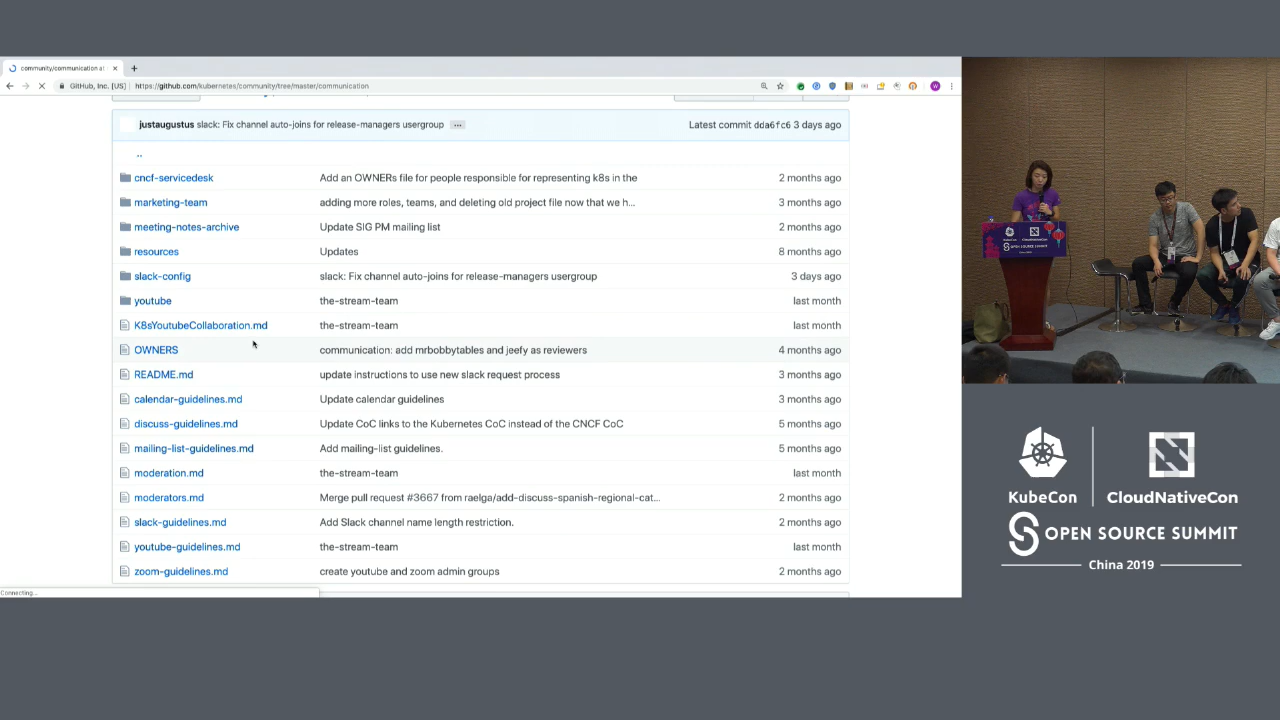 community/communication at
GitHub, Inc. [US] https://github.com/kubernetes/community/tree/master/communication
justaugustus slack: Fix channel auto-joins for release-managers usergroup ... Latest commit dda6fc6 3 days ago
..
cncf-servicedesk Add an OWNERs file for people responsible for representing k8s in the 2 months ago
marketing-team adding more roles, teams, and deleting old project file now that we h... 3 months ago
meeting-notes-archive Update SIG PM mailing list 2 months ago
resources Updates 8 months ago
slack-config slack: Fix channel auto-joins for release-managers usergroup 3 days ago
youtube the-stream-team last month
K8sYoutubeCollaboration.md the-stream-team last month
OWNERS communication: add mrbobbytables and jeefy as reviewers 4 months ago
README.md update instructions to use new slack request process 3 months ago
calendar-guidelines.md Update calendar guidelines 3 months ago
discuss-guidelines.md Update CoC links to the Kubernetes CoC instead of the CNCF CoC 5 months ago
mailing-list-guidelines.md Add mailing-list guidelines. 5 months ago
moderation.md the-stream-team last month
moderators.md Merge pull request #3667 from raelga/add-discuss-spanish-regional-cat... 2 months ago
slack-guidelines.md Add Slack channel name length restriction. 2 months ago
youtube-guidelines.md the-stream-team last month
zoom-guidelines.md create youtube and zoom admin groups 2 months ago
Connecting...
KubeCon CloudNativeCon
OPEN SOURCE SUMMIT
KubeCon CloudNativeCon
OPEN SOURCE SUMMIT
China 2019